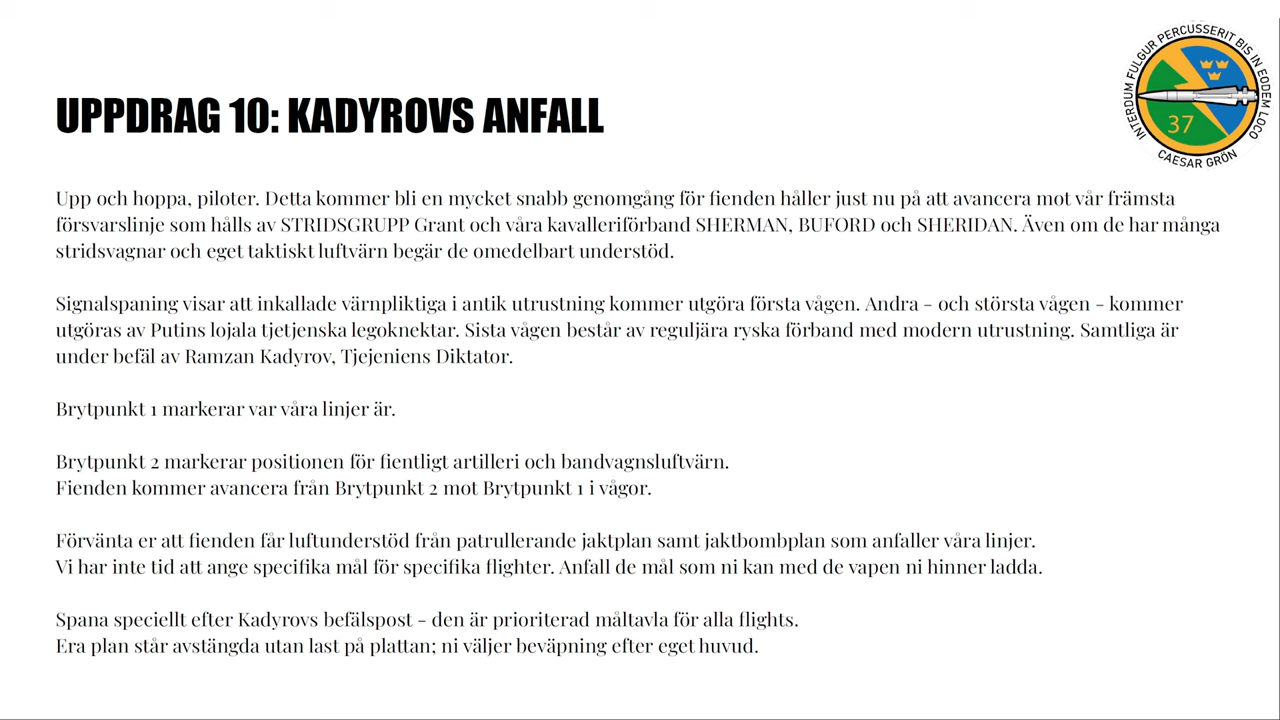 UPPDRAG 10: KADYROVS ANFALL
INTERDUM FULGUR PERCUSSERIT BIS IN EODEM LOCO
37
CAESAR GRÖN
Upp och hoppa, piloter. Detta kommer bli en mycket snabb genomgång för fienden håller just nu på att avancera mot vår främsta
försvarslinje som hålls av STRIDSGRUPP Grant och våra kavalleriförband SHERMAN, BUFORD och SHERIDAN. Även om de har många
stridsvagnar och eget taktiskt luftvärn begär de omedelbart understöd.
Signalspaning visar att inkallade värnpliktiga i antik utrustning kommer utgöra första vågen. Andra - och största vågen - kommer
utgöras av Putins lojala tjetjenska legoknektar. Sista vågen består av reguljära ryska förband med modern utrustning. Samtliga är
under befäl av Ramzan Kadyrov, Tjejeniens Diktator.
Brytpunkt 1 markerar var våra linjer är.
Brytpunkt 2 markerar positionen för fientligt artilleri och bandvagnsluftvärn.
Fienden kommer avancera från Brytpunkt 2 mot Brytpunkt 1 i vågor.
Förvänta er att fienden får luftunderstöd från patrullerande jaktplan samt jaktbombplan som anfaller våra linjer.
Vi har inte tid att ange specifika mål för specifika flighter. Anfall de mål som ni kan med de vapen ni hinner ladda.
Spana speciellt efter Kadyrovs befälspost - den är prioriterad måltavla för alla flights.
Era plan står avstängda utan last på plattan; ni väljer beväpning efter eget huvud.